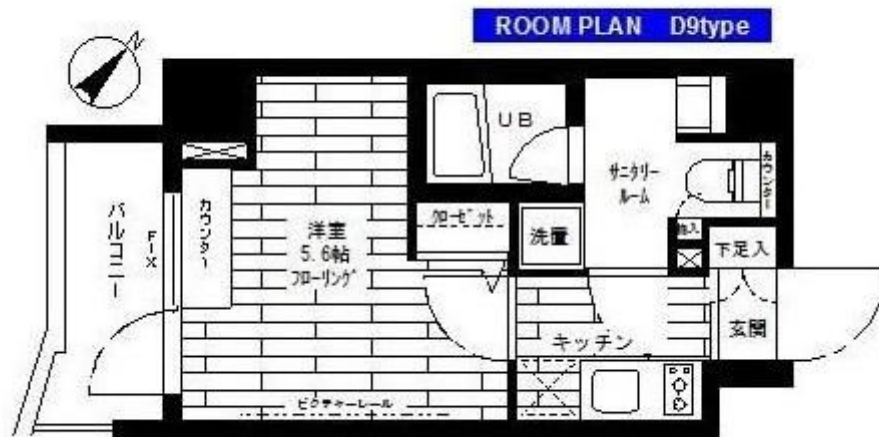 ROOM PLAN D9type
N
UB
サニタリー
ルーム
カウンター
バルコニー
FIX
カウンター
洋室
5.6帖
フローリング
クローゼット
洗置
物入
下足入
玄関
キッチン
ピクチャーレール